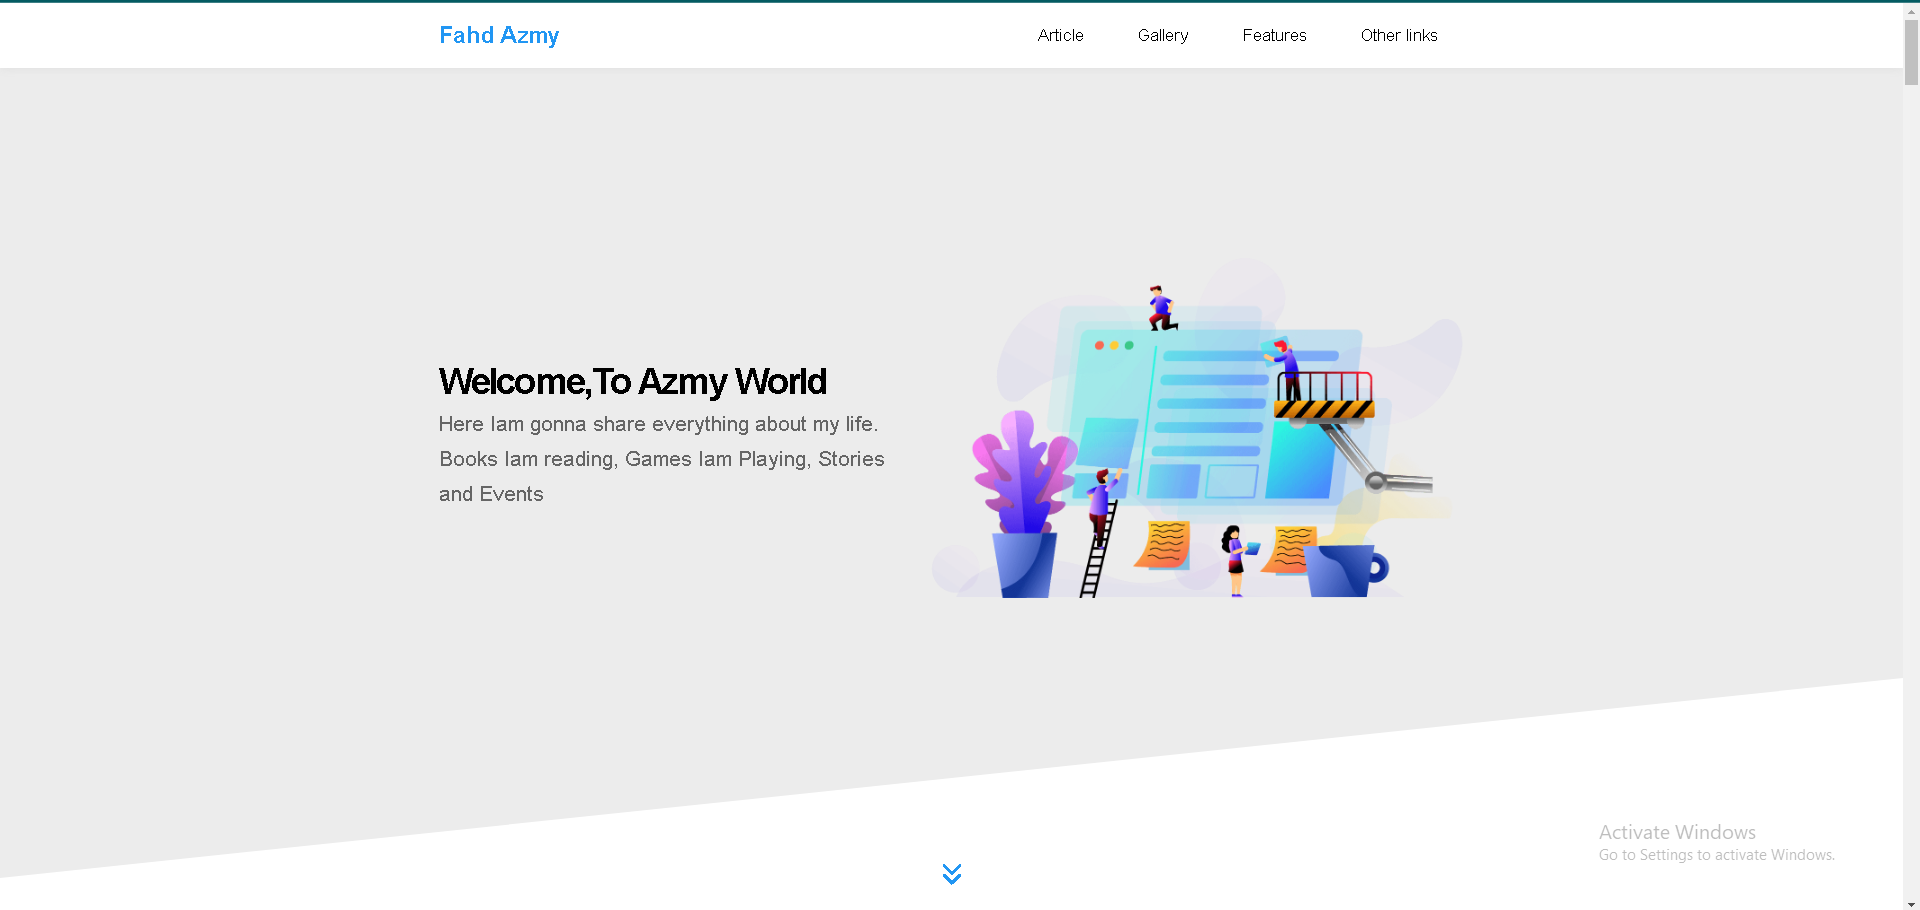 Fahd Azmy
Article
Gallery
Features
Other links
Welcome,To Azmy World
Here Iam gonna share everything about my life.
Books Iam reading, Games Iam Playing, Stories
and Events
Activate Windows
Go to Settings to activate Windows.